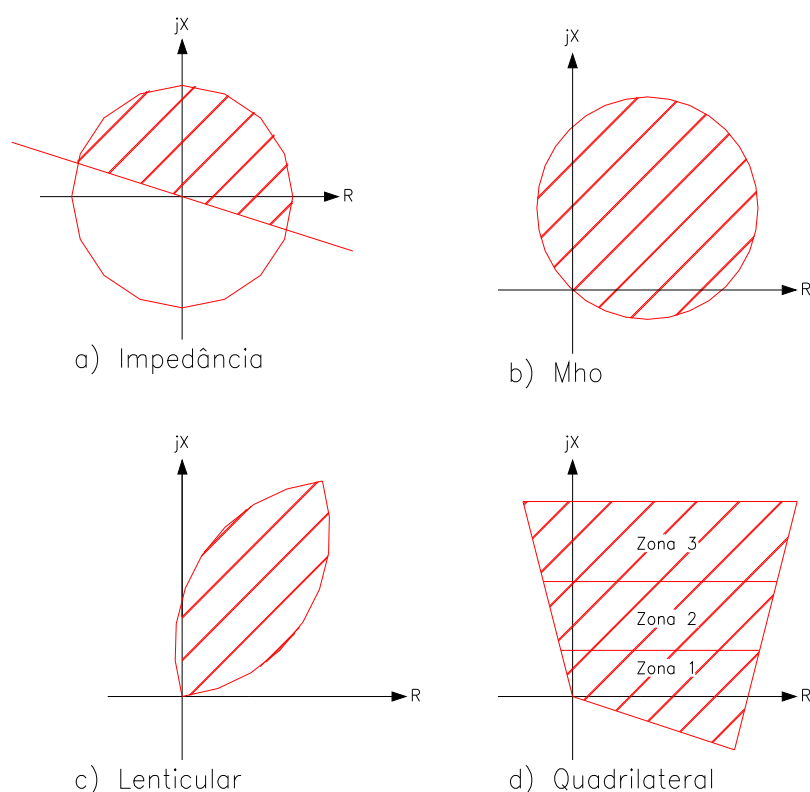 jX
R
a) Impedância
jX
R
b) Mho
jX
R
c) Lenticular
jX
Zona 3
Zona 2
Zona 1
R
d) Quadrilateral